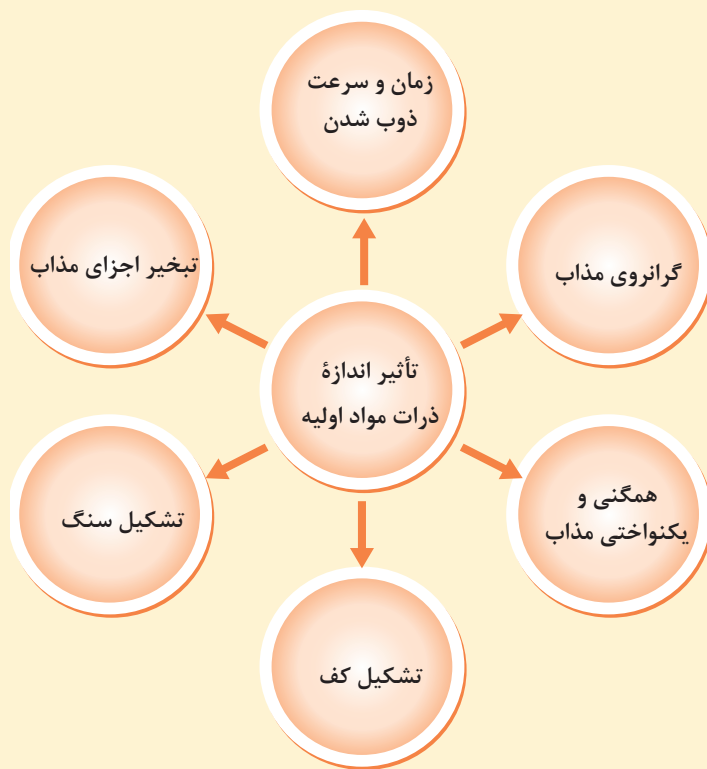 زمان و سرعت
ذوب شدن
گرانروی مذاب
تبخیر اجزای مذاب
تأثیر اندازۀ
ذرات مواد اولیه
همگنی و
یکنواختی مذاب
تشکیل سنگ
تشکیل کف